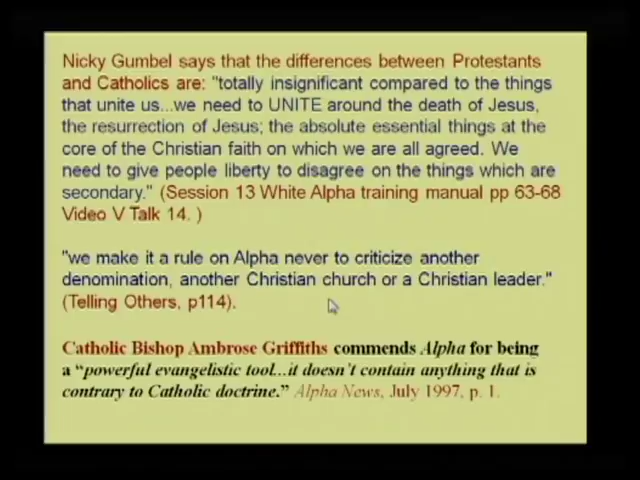 Nicky Gumbel says that the differences between Protestants
and Catholics are: "totally insignificant compared to the things
that unite us...we need to UNITE around the death of Jesus,
the resurrection of Jesus; the absolute essential things at the
core of the Christian faith on which we are all agreed. We
need to give people liberty to disagree on the things which are
secondary." (Session 13 White Alpha training manual pp 63-68
Video V Talk 14. )
"we make it a rule on Alpha never to criticize another
denomination, another Christian church or a Christian leader."
(Telling Others, p114).
Catholic Bishop Ambrose Griffiths commends Alpha for being
a “powerful evangelistic tool...it doesn’t contain anything that is
contrary to Catholic doctrine.” Alpha News, July 1997, p. 1.